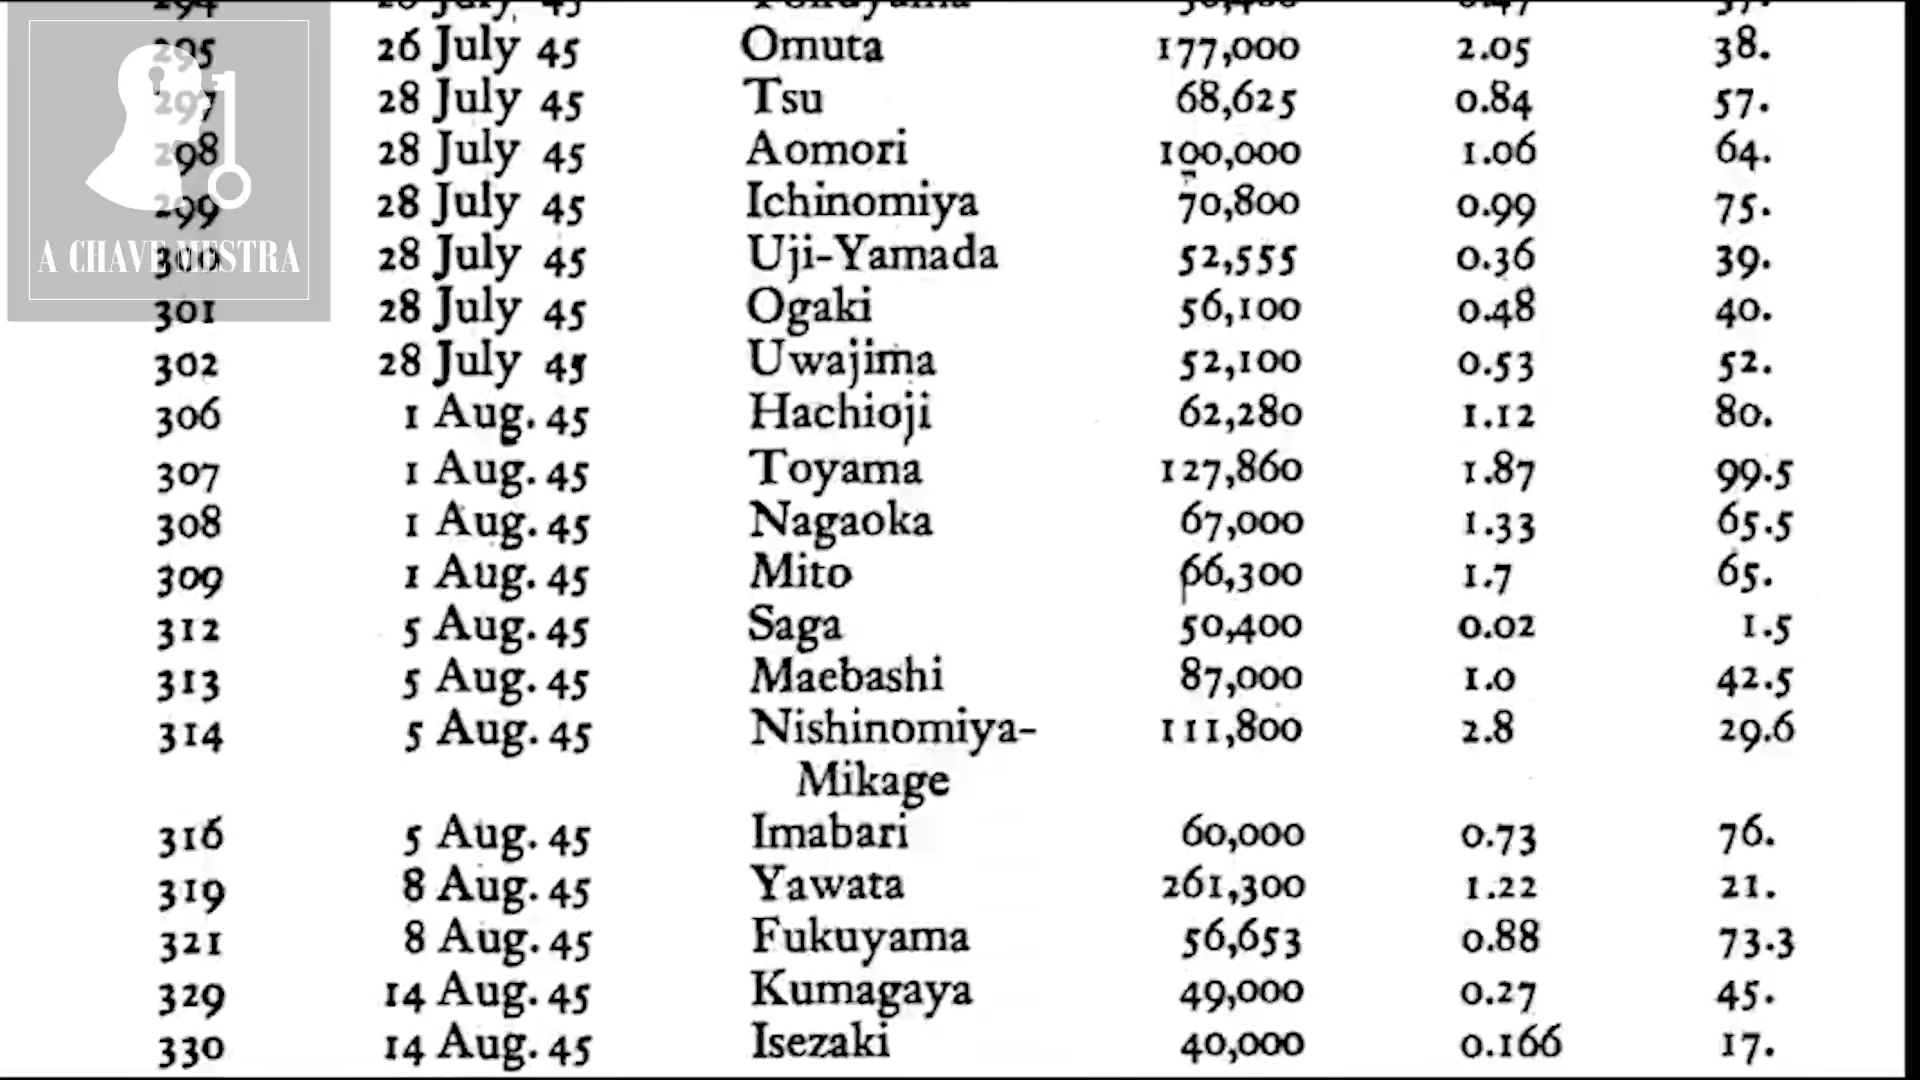 295 26 July 45 Omuta 177,000 2.05 38.
297 28 July 45 Tsu 68,625 0.84 57.
298 28 July 45 Aomori 100,000 1.06 64.
299 28 July 45 Ichinomiya 70,800 0.99 75.
300 28 July 45 Uji-Yamada 52,555 0.36 39.
A CHAVE MESTRA
301 28 July 45 Ogaki 56,100 0.48 40.
302 28 July 45 Uwajima 52,100 0.53 52.
306 1 Aug. 45 Hachioji 62,280 1.12 80.
307 1 Aug. 45 Toyama 127,860 1.87 99.5
308 1 Aug. 45 Nagaoka 67,000 1.33 65.5
309 1 Aug. 45 Mito 66,300 1.7 65.
312 5 Aug. 45 Saga 50,400 0.02 1.5
313 5 Aug. 45 Maebashi 87,000 1.0 42.5
314 5 Aug. 45 Nishinomiya- 111,800 2.8 29.6
Mikage
316 5 Aug. 45 Imabari 60,000 0.73 76.
319 8 Aug. 45 Yawata 261,300 1.22 21.
321 8 Aug. 45 Fukuyama 56,653 0.88 73.3
329 14 Aug. 45 Kumagaya 49,000 0.27 45.
330 14 Aug. 45 Isezaki 40,000 0.166 17.